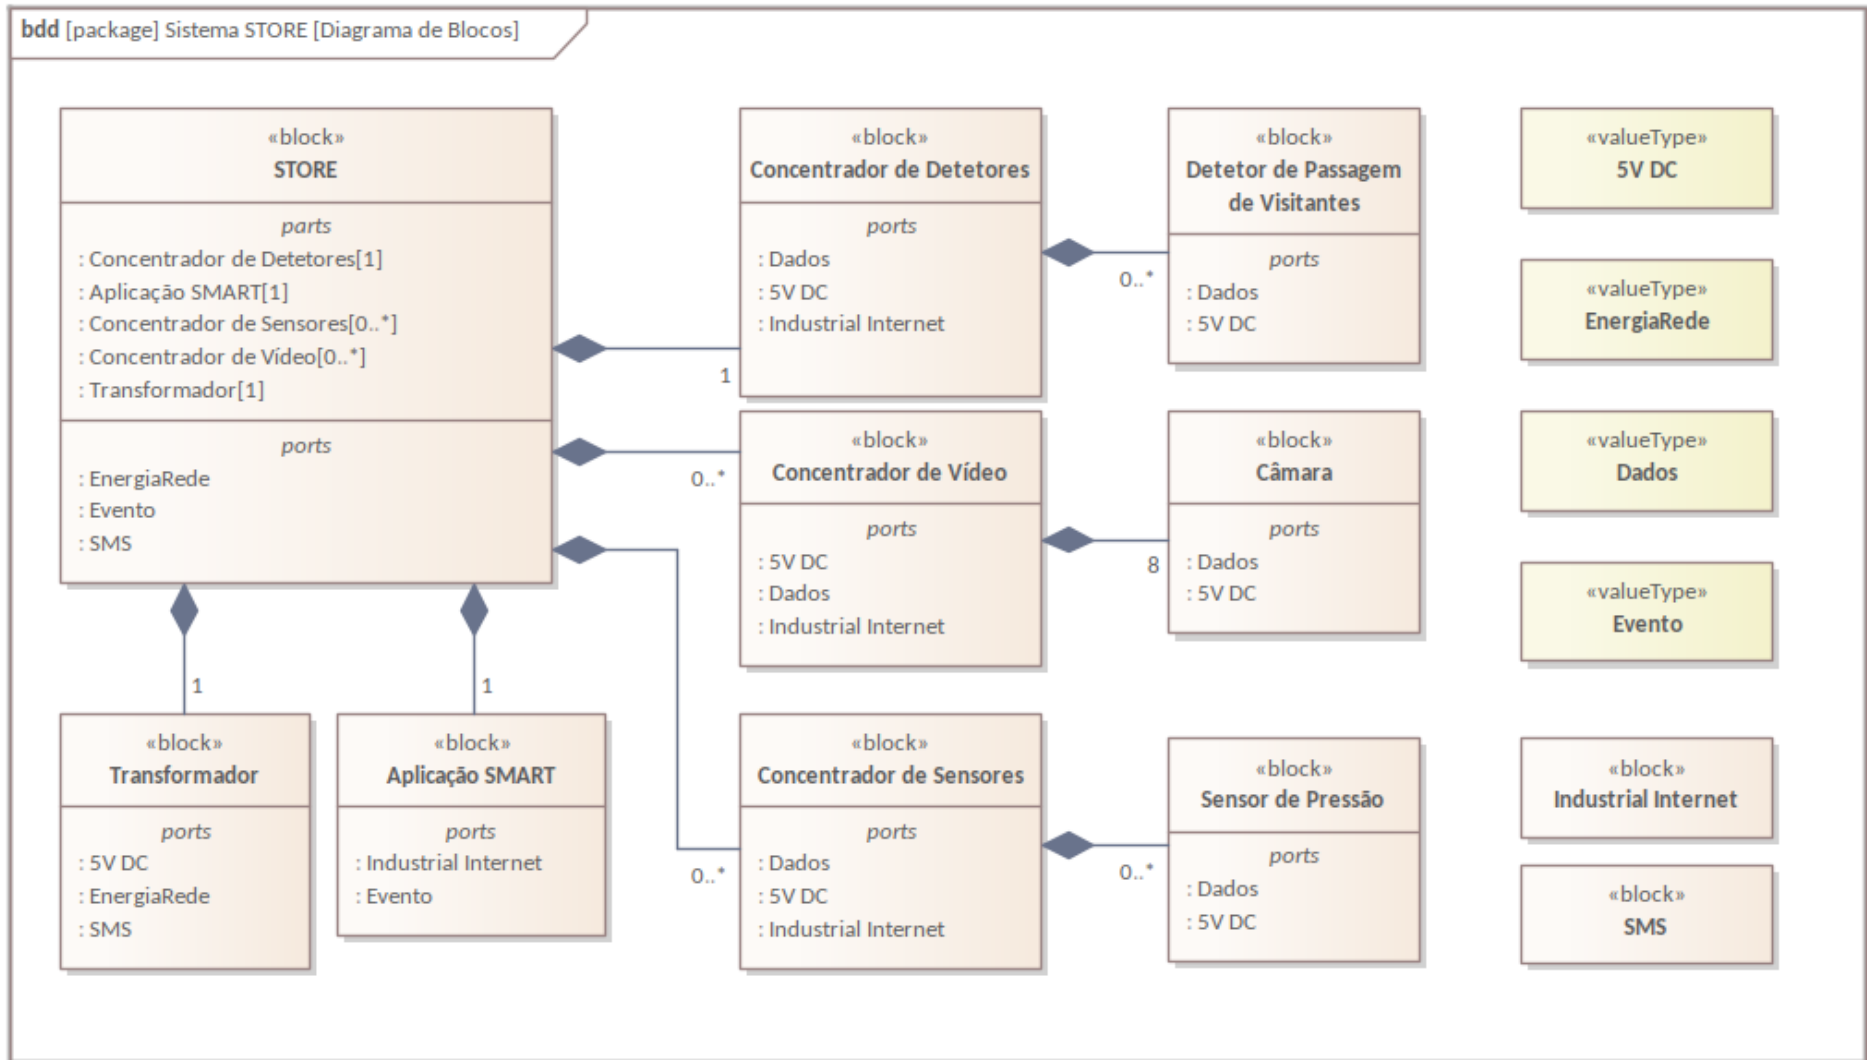 bdd [package] Sistema STORE [Diagrama de Blocos]
«block»
STORE
parts
: Concentrador de Detetores[1]
: Aplicação SMART[1]
: Concentrador de Sensores[0..*]
: Concentrador de Vídeo[0..*]
: Transformador[1]
ports
: EnergiaRede
: Evento
: SMS
1
0..*
0..*
1
1
«block»
Concentrador de Detetores
ports
: Dados
: 5V DC
: Industrial Internet
0..*
«block»
Detetor de Passagem
de Visitantes
ports
: Dados
: 5V DC
«block»
Concentrador de Vídeo
ports
: 5V DC
: Dados
: Industrial Internet
8
«block»
Câmara
ports
: Dados
: 5V DC
«block»
Transformador
ports
: 5V DC
: EnergiaRede
: SMS
«block»
Aplicação SMART
ports
: Industrial Internet
: Evento
«block»
Concentrador de Sensores
ports
: Dados
: 5V DC
: Industrial Internet
0..*
«block»
Sensor de Pressão
ports
: Dados
: 5V DC
«valueType»
5V DC
«valueType»
EnergiaRede
«valueType»
Dados
«valueType»
Evento
«block»
Industrial Internet
«block»
SMS